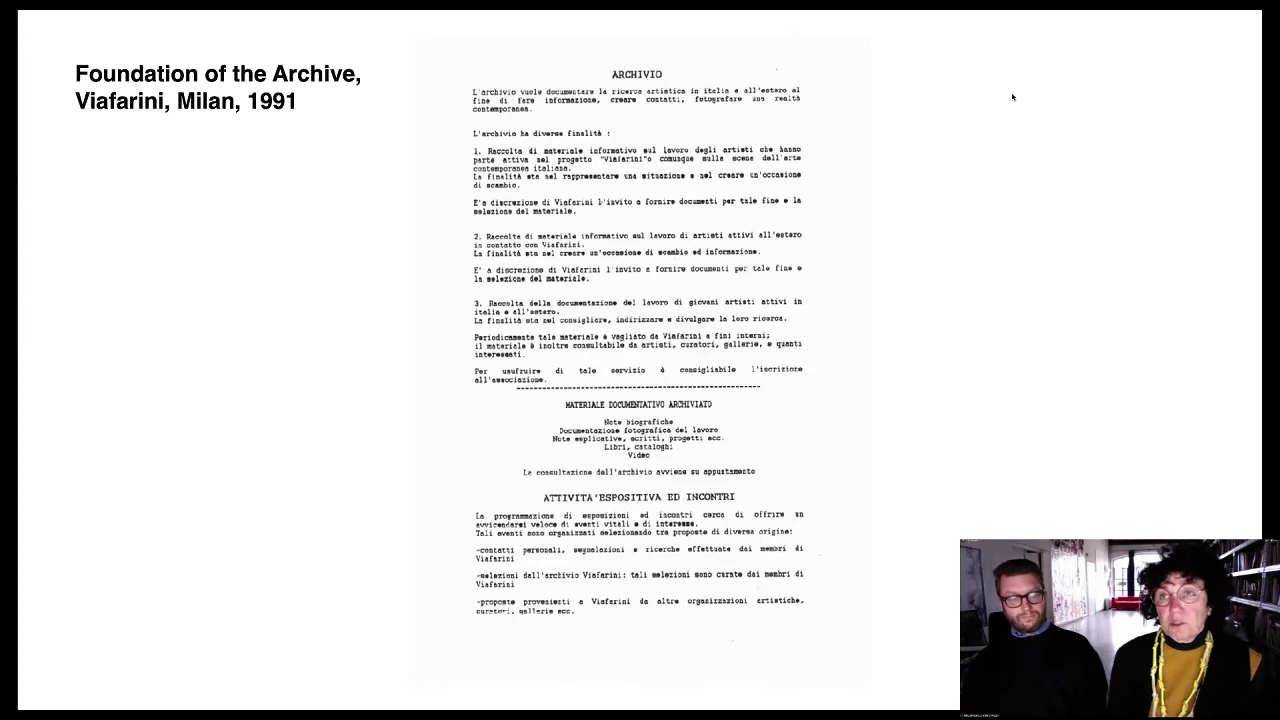 Foundation of the Archive,
Viafarini, Milan, 1991
ARCHIVIO
L'archivio vuole documentare la ricerca artistica in italia e all'estero al
fine di fare informazione, creare contatti, fotografare una realtà
contemporanea.
L'archivio ha diverse finalità :
1. Raccolta di materiale informativo sul lavoro degli artisti che hanno
parte attiva nel progetto "Viafarini"o comunque sulla scena dell'arte
contemporanea italiana.
La finalità sta nel rappresentare una situazione e nel creare un'occasione
di scambio.
E'a discrezione di Viafarini l'invito a fornire documenti per tale fine e la
selezione del materiale.
2. Raccolta di materiale informativo sul lavoro di artisti attivi all'estero
in contatto con Viafarini.
La finalità sta nel creare un'occasione di scambio ed informazione.
E' a discrezione di Viafarini l'invito a fornire documenti per tale fine e
la selezione del materiale.
3. Raccolta della documentazione del lavoro di giovani artisti attivi in
italia e all'estero.
La finalità sta nel consigliare, indirizzare e divulgare la loro ricerca.
Periodicamente tale materiale è vagliato da Viafarini a fini interni;
il materiale è inoltre consultabile da artisti, curatori, gallerie, e quanti
interessati.
Per usufruire di tale servizio è consigliabile l'iscrizione
all'associazione.
MATERIALE DOCUMENTATIVO ARCHIVIATO
Note biografiche
Documentazione fotografica del lavoro
Note esplicative, scritti, progetti ecc.
Libri, cataloghi
Video
La consultazione dell'archivio avviene su appuntamento
ATTIVITA'ESPOSITIVA ED INCONTRI
La programmazione di esposizioni ed incontri cerca di offrire un
avvicendarsi veloce di eventi vitali e di interesse.
Tali eventi sono organizzati selezionando tra proposte di diversa origine:
-contatti personali, segnalazioni e ricerche effettuate dai membri di
Viafarini
-selezioni dall'archivio Viafarini: tali selezioni sono curate dai membri di
Viafarini
-proposte provenienti a Viafarini da altre organizzazioni artistiche,
curatori, gallerie ecc.